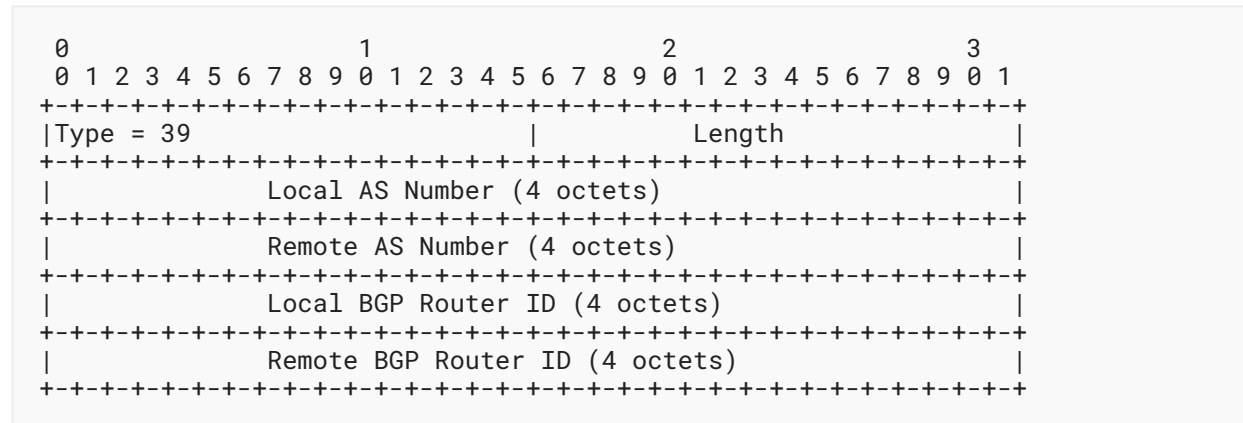 0                   1                   2                   3
 0 1 2 3 4 5 6 7 8 9 0 1 2 3 4 5 6 7 8 9 0 1 2 3 4 5 6 7 8 9 0 1
+-+-+-+-+-+-+-+-+-+-+-+-+-+-+-+-+-+-+-+-+-+-+-+-+-+-+-+-+-+-+-+-+
|Type = 39                      |          Length               |
+-+-+-+-+-+-+-+-+-+-+-+-+-+-+-+-+-+-+-+-+-+-+-+-+-+-+-+-+-+-+-+-+
|              Local AS Number (4 octets)                       |
+-+-+-+-+-+-+-+-+-+-+-+-+-+-+-+-+-+-+-+-+-+-+-+-+-+-+-+-+-+-+-+-+
|              Remote AS Number (4 octets)                      |
+-+-+-+-+-+-+-+-+-+-+-+-+-+-+-+-+-+-+-+-+-+-+-+-+-+-+-+-+-+-+-+-+
|              Local BGP Router ID (4 octets)                   |
+-+-+-+-+-+-+-+-+-+-+-+-+-+-+-+-+-+-+-+-+-+-+-+-+-+-+-+-+-+-+-+-+
|              Remote BGP Router ID (4 octets)                  |
+-+-+-+-+-+-+-+-+-+-+-+-+-+-+-+-+-+-+-+-+-+-+-+-+-+-+-+-+-+-+-+-+